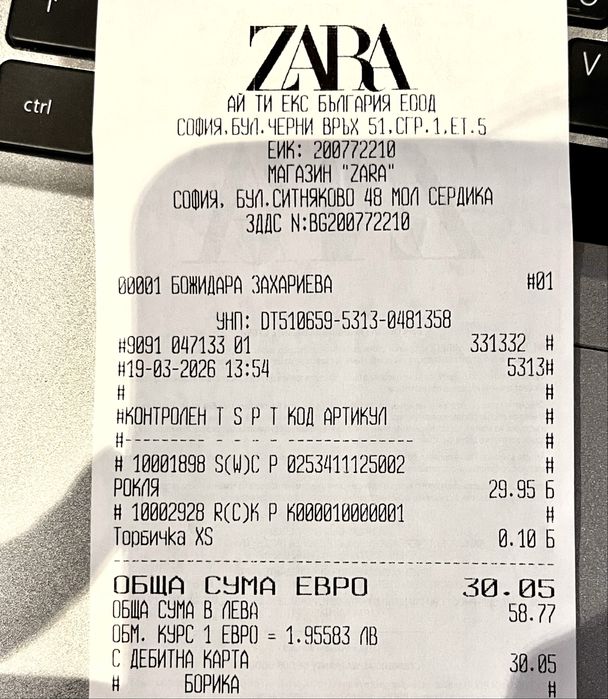 ctrl
V
ZARA
АЙ ТИ ЕКС БЪЛГАРИЯ ЕООД
СОФИЯ,БУЛ.ЧЕРНИ ВРЪХ 51,СГР.1,ЕТ.5
ЕИК: 200772210
МАГАЗИН "ZARA"
СОФИЯ, БУЛ.СИТНЯКОВО 48 МОЛ СЕРДИКА
ЗДДС N:BG200772210
00001 БОЖИДАРА ЗАХАРИЕВА #01
УНП: DT510659-5313-0481358
#9091 047133 01 331332 #
#19-03-2026 13:54 5313#
# #
#КОНТРОЛЕН T S P T КОД АРТИКУЛ #
#--------- - - - - --------------- #
# 10001898 S(W)C P 0253411125002 #
РОКЛЯ 29.95 Б
# 10002928 R(C)K P K000010000001 #
Торбичка XS 0.10 Б
ОБЩА СУМА ЕВРО 30.05
ОБЩА СУМА В ЛЕВА 58.77
ОБМ. КУРС 1 ЕВРО = 1.95583 ЛВ
С ДЕБИТНА КАРТА 30.05
# БОРИКА #